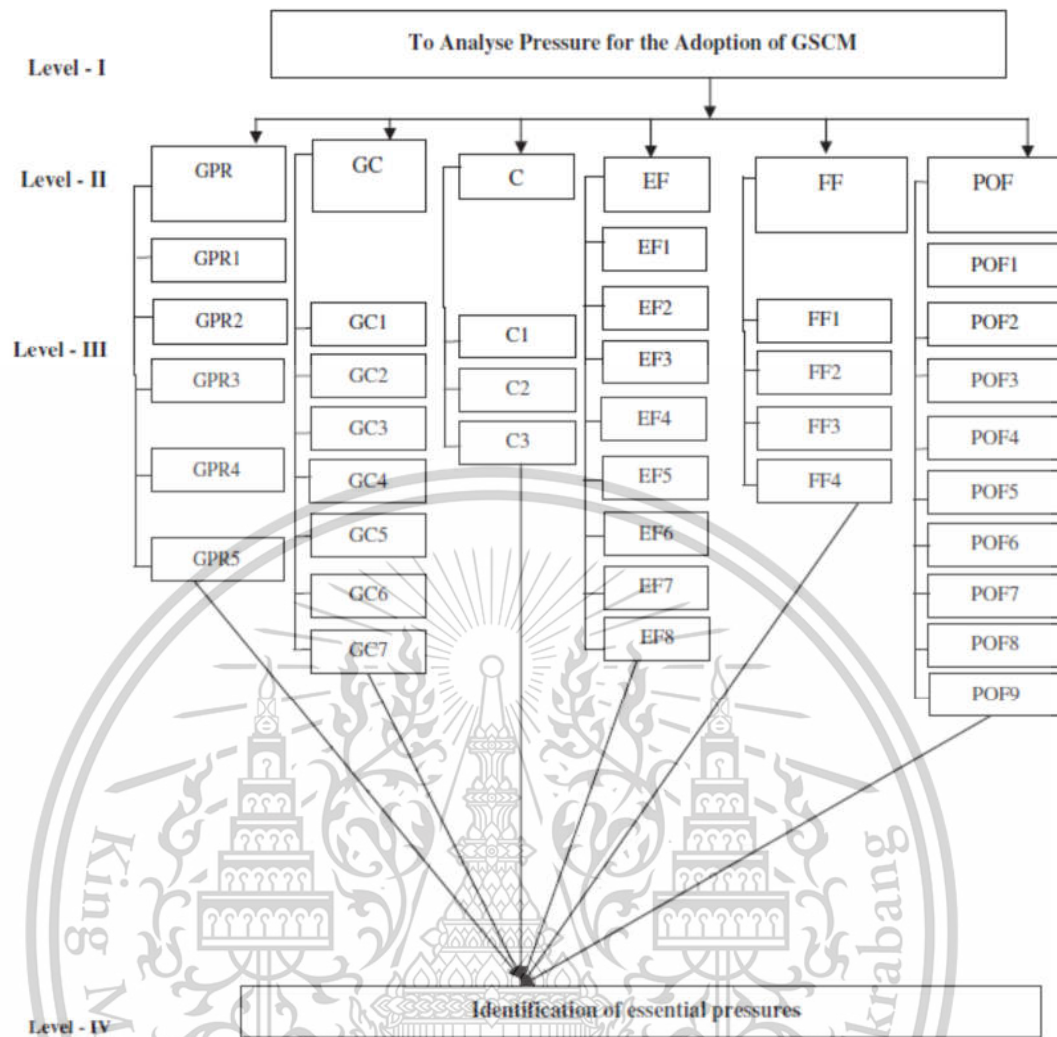 To Analyse Pressure for the Adoption of GSCM
Level - I
Level - II
GPR
GC
C
EF
FF
POF
Level - III
GPR1
GPR2
GPR3
GPR4
GPR5
GC1
GC2
GC3
GC4
GC5
GC6
GC7
C1
C2
C3
EF1
EF2
EF3
EF4
EF5
EF6
EF7
EF8
FF1
FF2
FF3
FF4
POF1
POF2
POF3
POF4
POF5
POF6
POF7
POF8
POF9
Level - IV
Identification of essential pressures
King M
krabang